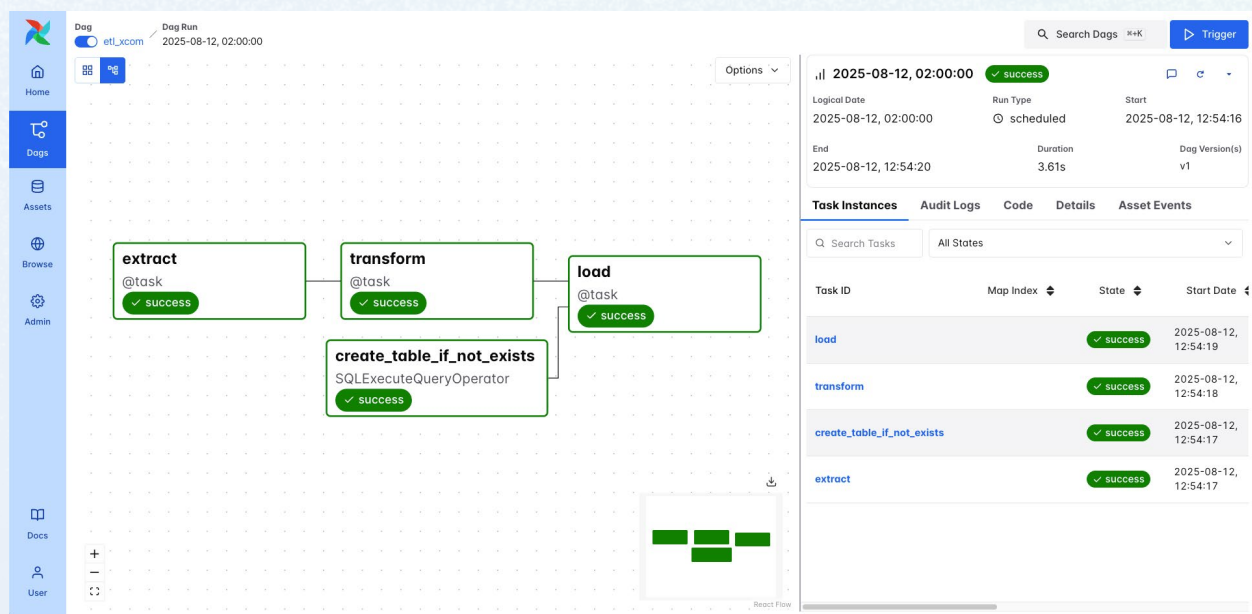 Dag
etl_xcom
/
Dag Run
2025-08-12, 02:00:00
Search Dags ⌘+K
Trigger
Home
Dags
Assets
Browse
Admin
Docs
User
Options
extract
@task
success
transform
@task
success
load
@task
success
create_table_if_not_exists
SQLExecuteQueryOperator
success
React Flow
2025-08-12, 02:00:00 success
Logical Date Run Type Start
2025-08-12, 02:00:00 scheduled 2025-08-12, 12:54:16
End Duration Dag Version(s)
2025-08-12, 12:54:20 3.61s v1
Task Instances Audit Logs Code Details Asset Events
Search Tasks All States
Task ID Map Index State Start Date
load success 2025-08-12,
12:54:19
transform success 2025-08-12,
12:54:18
create_table_if_not_exists success 2025-08-12,
12:54:17
extract success 2025-08-12,
12:54:17